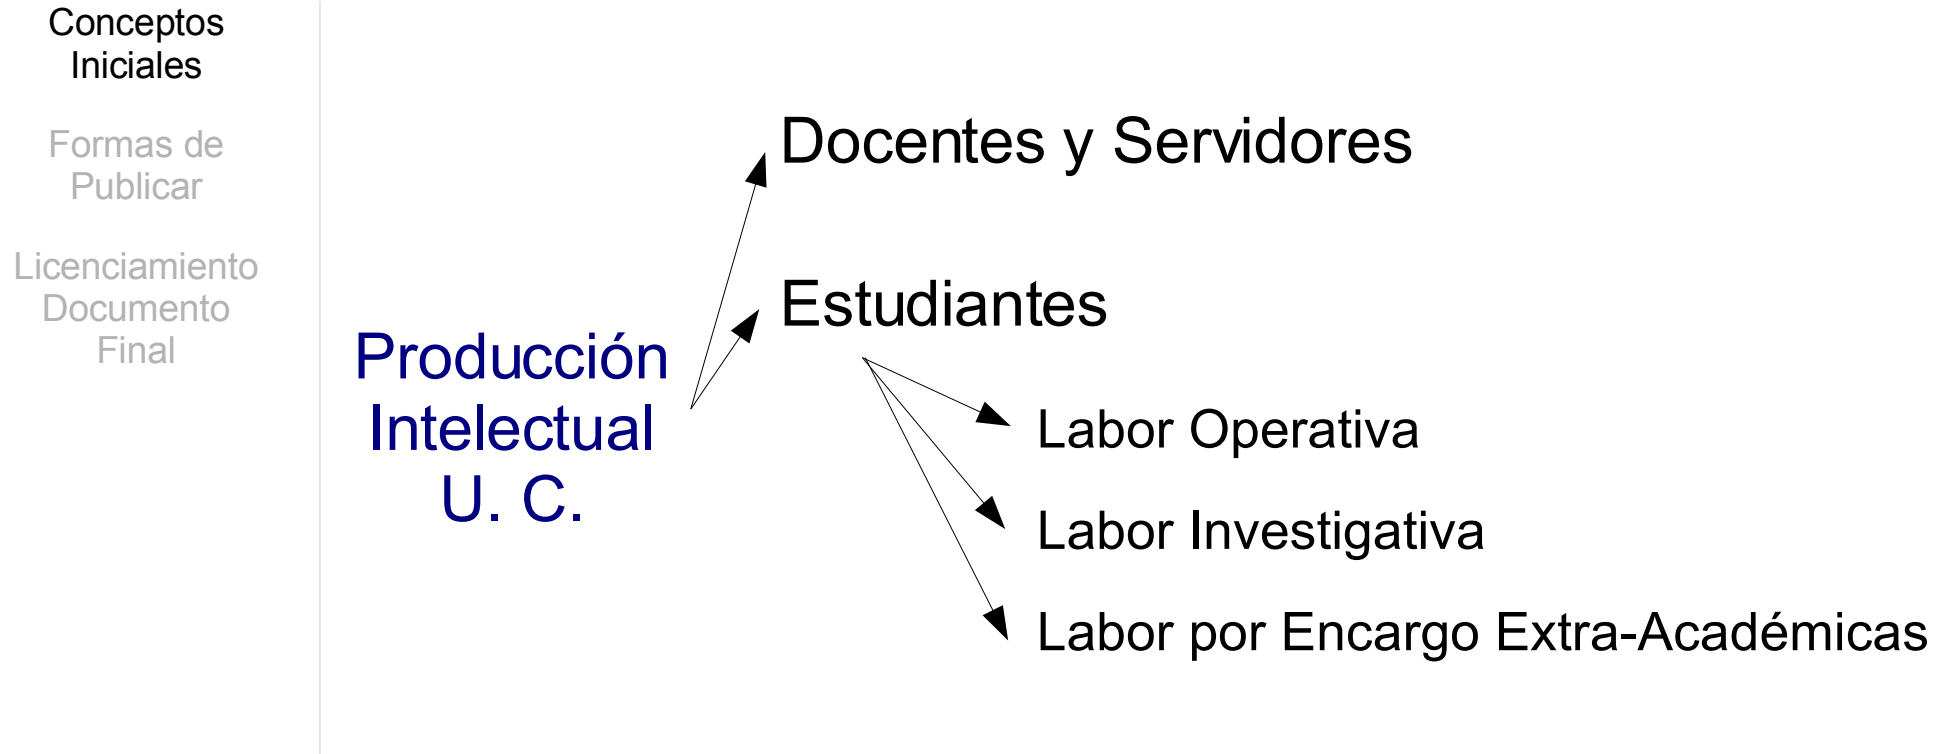 Conceptos
Iniciales
Formas de
Publicar
Licenciamiento
Documento
Final
Producción
Intelectual
U. C.
Docentes y Servidores
Estudiantes
Labor Operativa
Labor Investigativa
Labor por Encargo Extra-Académicas